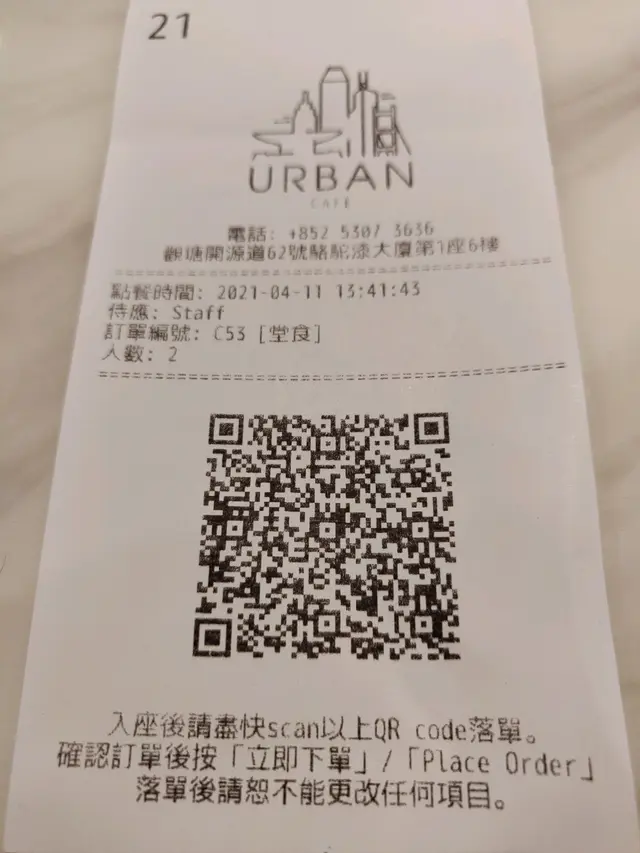 21
URBAN
CAFE
電話: +852 5307 3636
觀塘開源道62號駱駝漆大廈第1座6樓
點餐時間: 2021-04-11 13:41:43
侍應: Staff
訂單編號: C53 [堂食]
人數: 2
入座後請盡快scan以上QR code落單。
確認訂單後按「立即下單」/「Place Order」
落單後請恕不能更改任何項目。